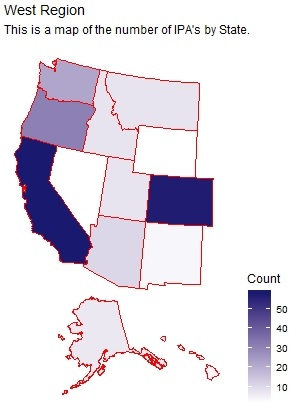 West Region
This is a map of the number of IPA's by State.
Count
50
40
30
20
10